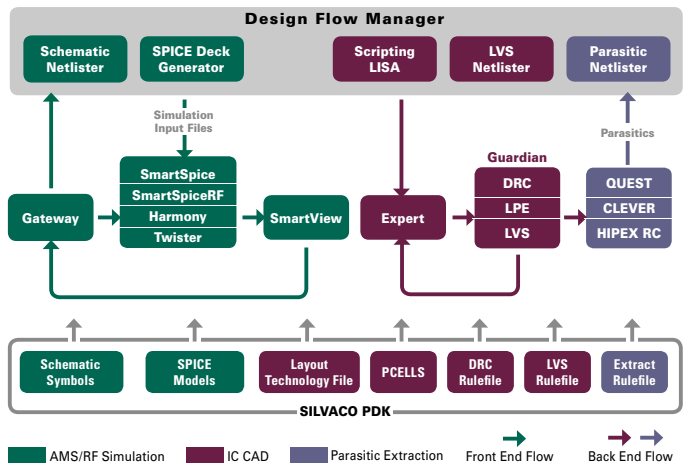 Design Flow Manager
Schematic
Netlister
SPICE Deck
Generator
Scripting
LISA
LVS
Netlister
Parasitic
Netlister
Simulation
Input Files
Parasitics
Guardian
Gateway
SmartSpice
SmartSpiceRF
Harmony
Twister
SmartView
Expert
DRC
LPE
LVS
QUEST
CLEVER
HIPEX RC
Schematic
Symbols
SPICE
Models
Layout
Technology File
PCELLS
DRC
Rulefile
LVS
Rulefile
Extract
Rulefile
SILVACO PDK
AMS/RF Simulation
IC CAD
Parasitic Extraction
Front End Flow
Back End Flow